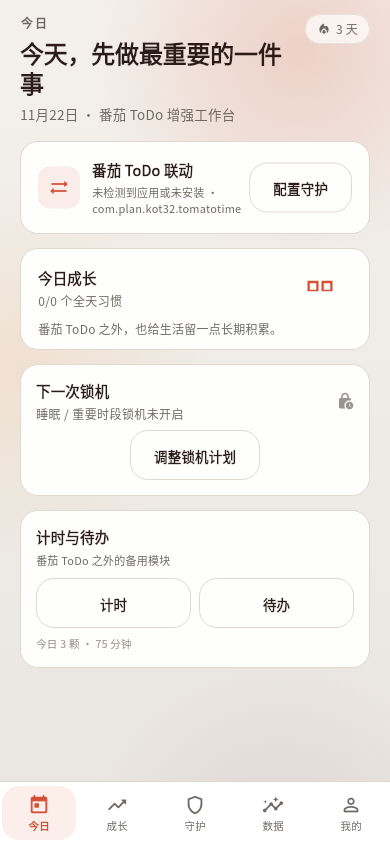 今日
3 天
今天，先做最重要的一件
事
11月22日 · 番茄 ToDo 增强工作台
番茄 ToDo 联动
未检测到应用或未安装 ·
com.plan.kot32.tomatotime
配置守护
今日成长
0/0 个全天习惯
番茄 ToDo 之外，也给生活留一点长期积累。
下一次锁机
睡眠 / 重要时段锁机未开启
调整锁机计划
计时与待办
番茄 ToDo 之外的备用模块
计时
待办
今日 3 颗 · 75 分钟
今日
成长
守护
数据
我的